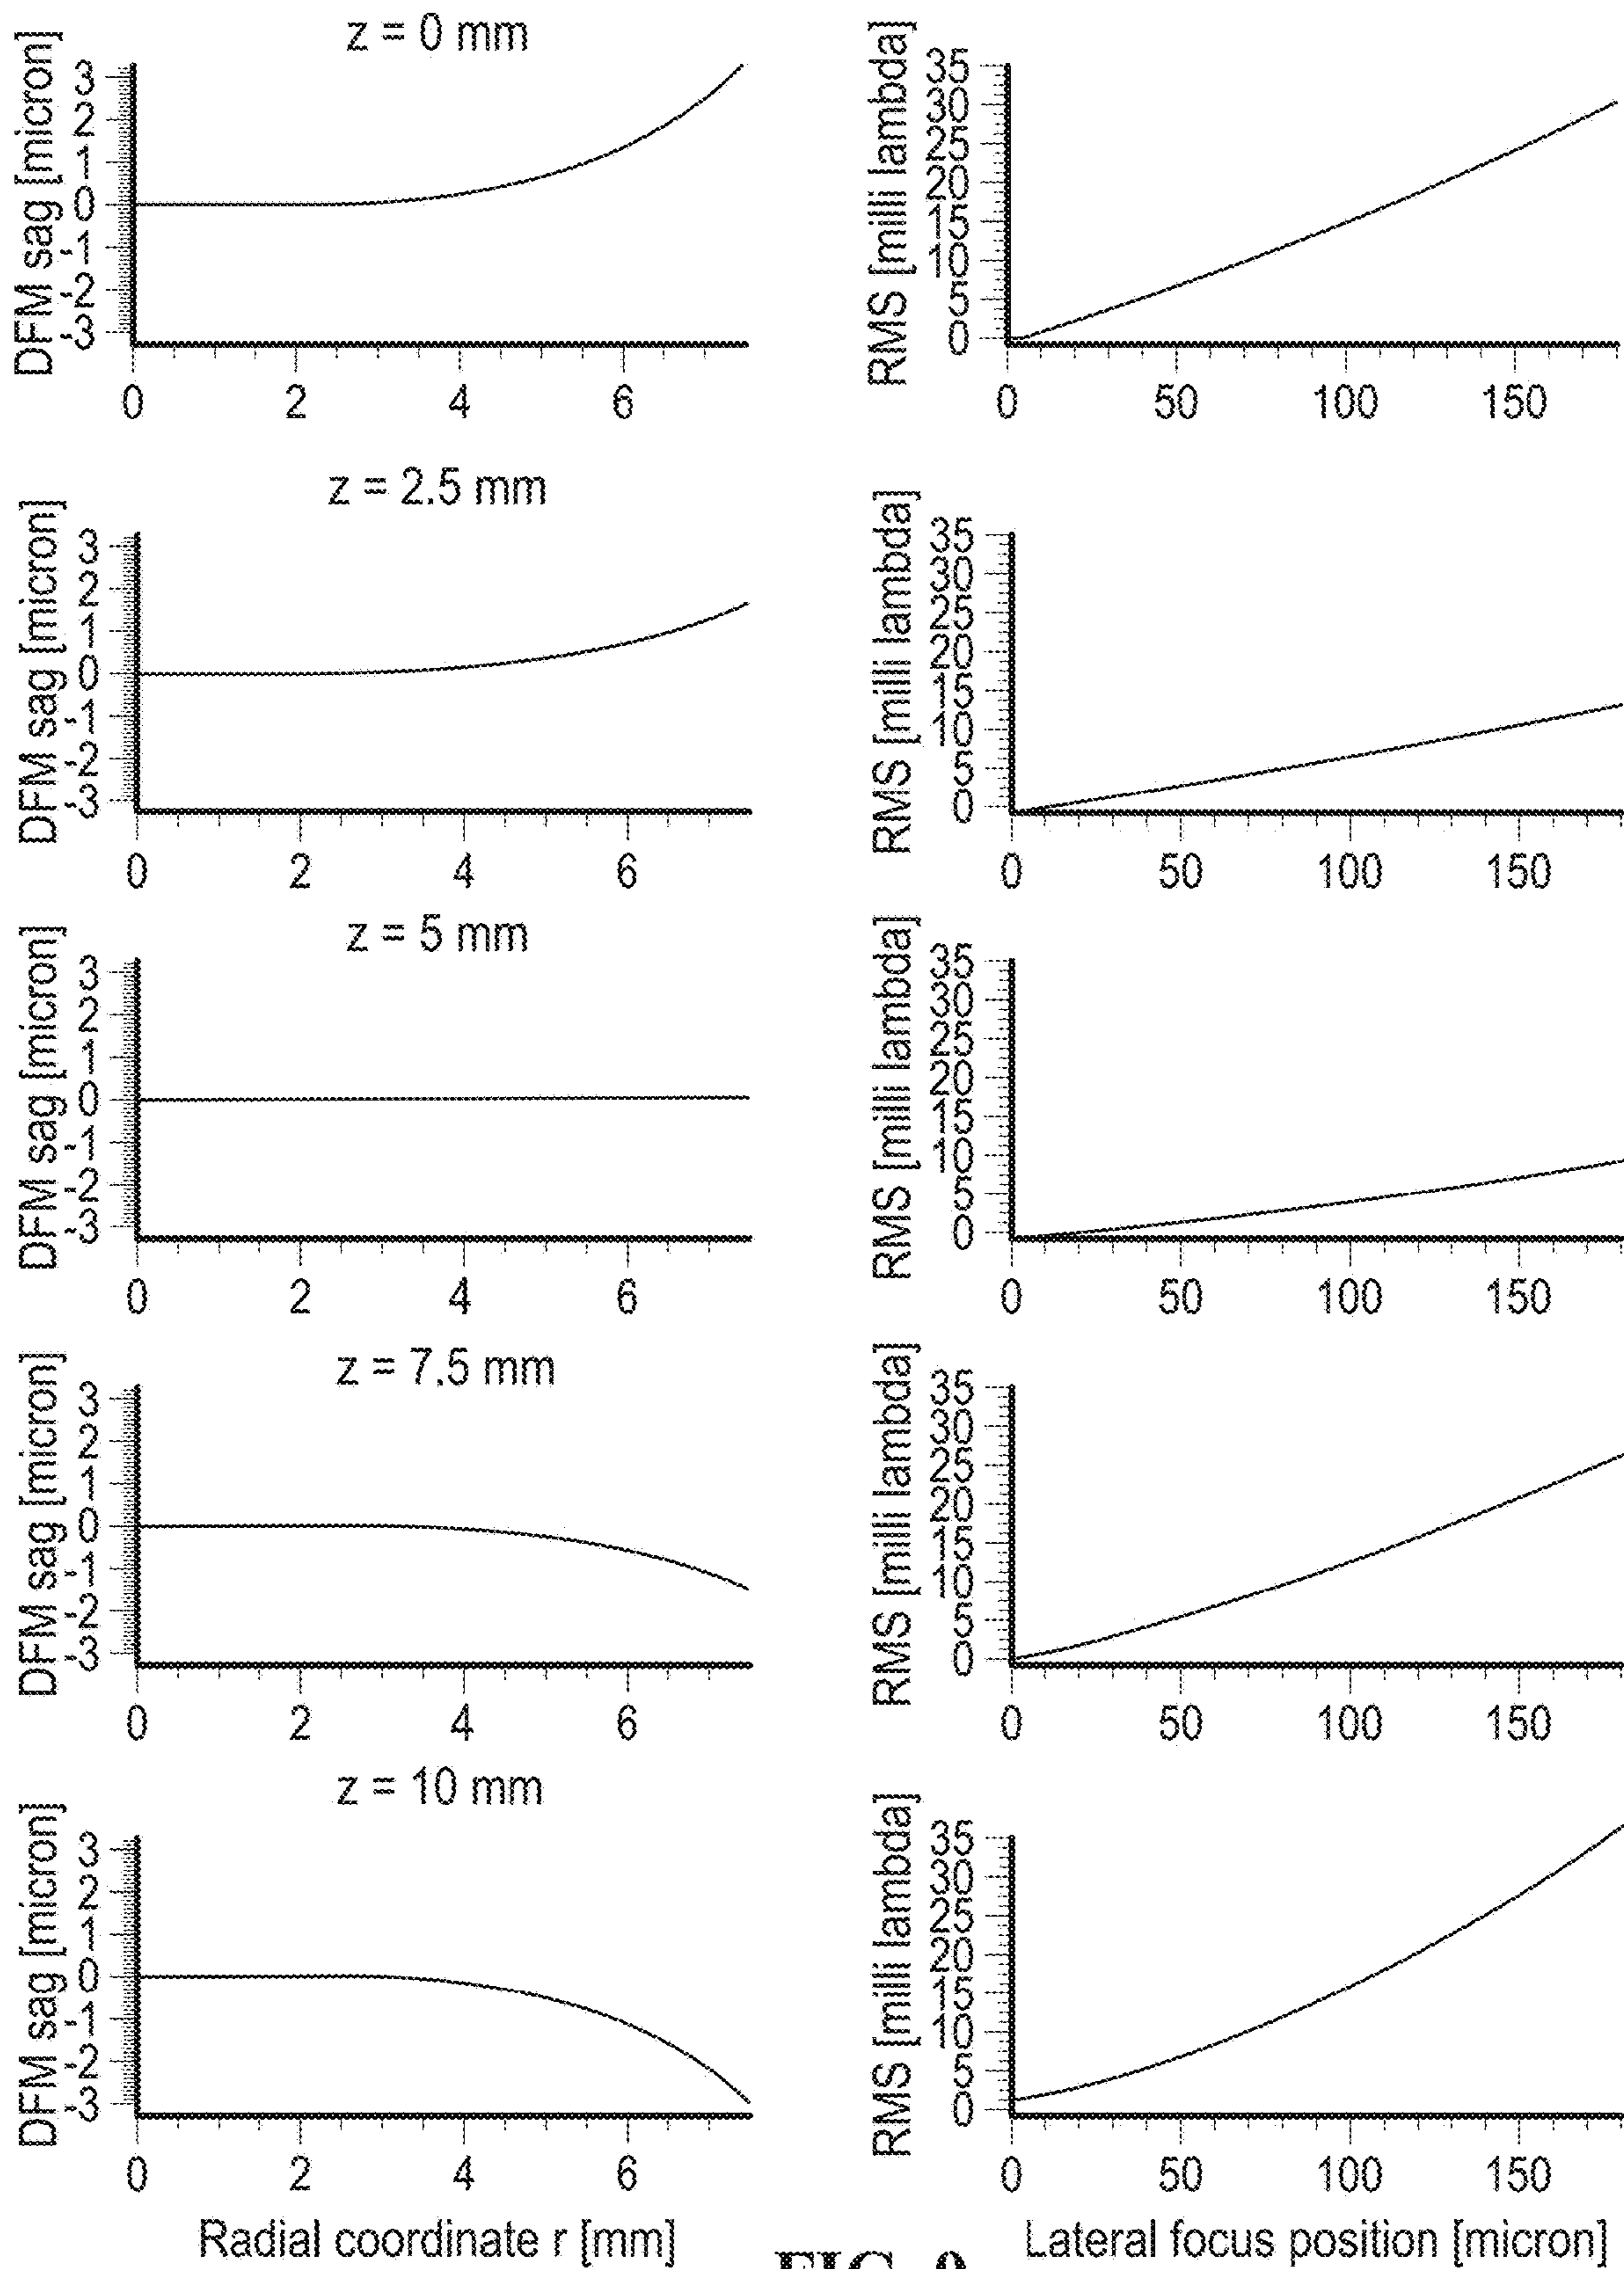 z = 0 mm
DFM sag [micron]
3
2
1
0
-1
-2
-3
0 2 4 6
RMS [milli lambda]
35
30
25
20
15
10
5
0
0 50 100 150
z = 2.5 mm
DFM sag [micron]
3
2
1
0
-1
-2
-3
0 2 4 6
RMS [milli lambda]
35
30
25
20
15
10
5
0
0 50 100 150
z = 5 mm
DFM sag [micron]
3
2
1
0
-1
-2
-3
0 2 4 6
RMS [milli lambda]
35
30
25
20
15
10
5
0
0 50 100 150
z = 7.5 mm
DFM sag [micron]
3
2
1
0
-1
-2
-3
0 2 4 6
RMS [milli lambda]
35
30
25
20
15
10
5
0
0 50 100 150
z = 10 mm
DFM sag [micron]
3
2
1
0
-1
-2
-3
0 2 4 6
Radial coordinate r [mm]
RMS [milli lambda]
35
30
25
20
15
10
5
0
0 50 100 150
Lateral focus position [micron]